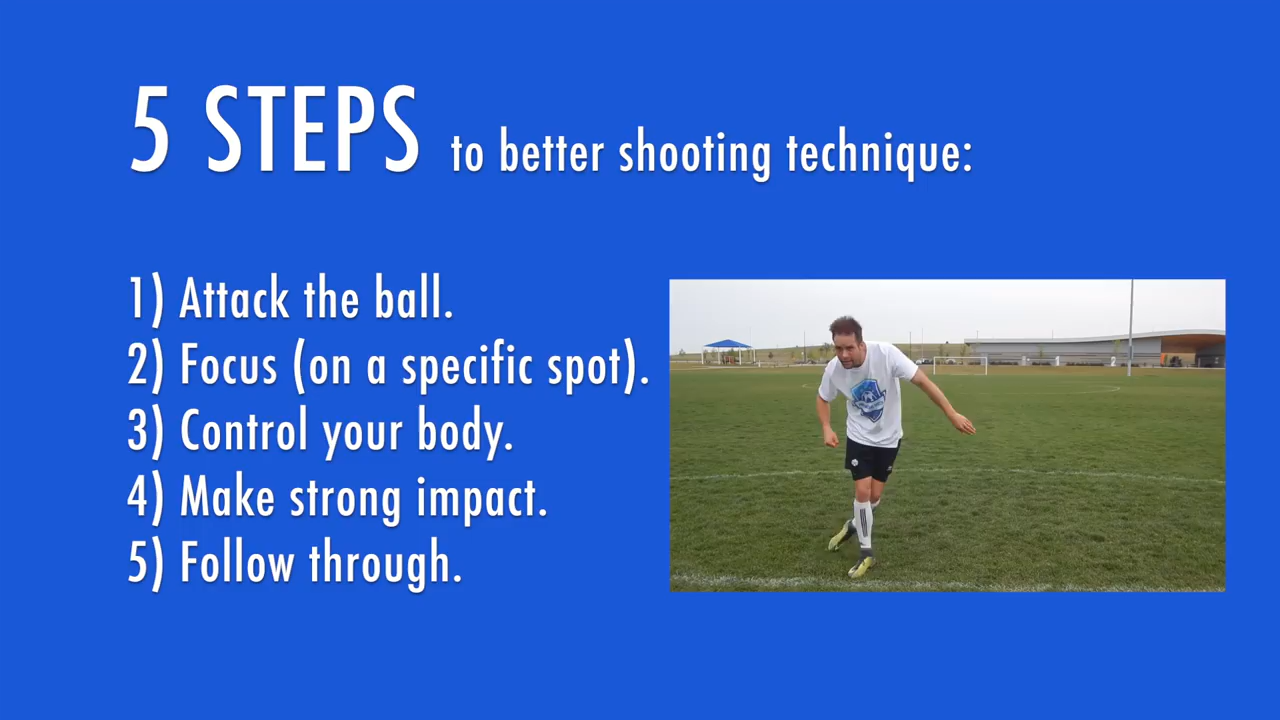 5 STEPS to better shooting technique:
1) Attack the ball.
2) Focus (on a specific spot).
3) Control your body.
4) Make strong impact.
5) Follow through.